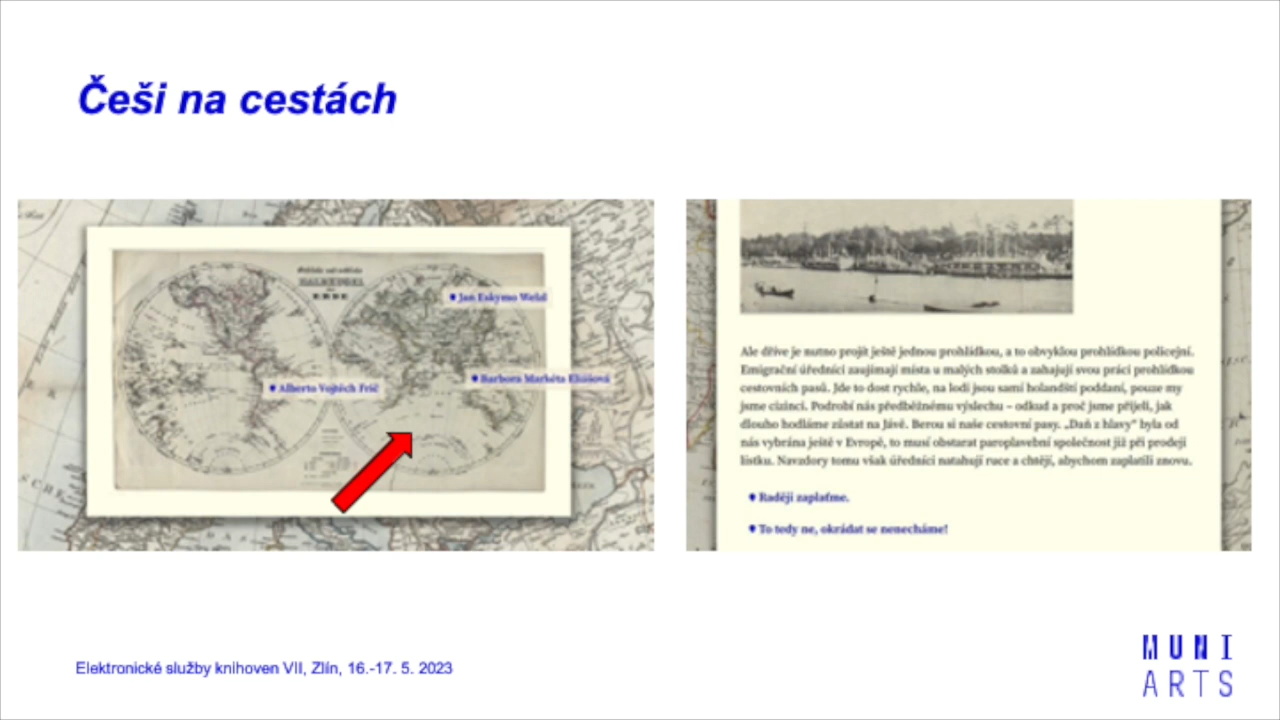 Češi na cestách
HALBKUGEL
ERDE
Jan Eskymo Welzl
Barbora Markéta Eliášová
Alberto Vojtěch Frič
Ale dříve je nutno projít ještě jednou prohlídkou, a to obvyklou prohlídkou policejní.
Emigrační úředníci zaujímají místa u malých stolků a zahajují svou práci prohlídkou
cestovních pasů. Jde to dost rychle, na lodi jsou samí holandští poddaní, pouze my
jsme cizinci. Podrobí nás předběžnému výslechu – odkud a proč jsme přijeli, jak
dlouho hodláme zůstat na Jávě. Berou si naše cestovní pasy. „Daň z hlavy“ byla od
nás vybrána ještě v Evropě, to musí obstarat paroplavební společnost již při prodeji
lístku. Navzdory tomu však úředníci natahují ruce a chtějí, abychom zaplatili znovu.
Raději zaplaťme.
To tedy ne, okrádat se nenecháme!
Elektronické služby knihoven VII, Zlín, 16.-17. 5. 2023
MUNI
ARTS